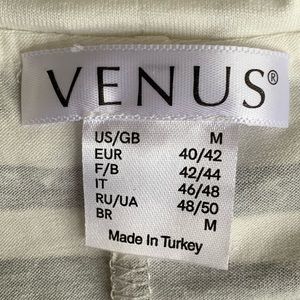 VENUS®
US/GB M
EUR 40/42
F/B 42/44
IT 46/48
RU/UA 48/50
BR M
Made In Turkey